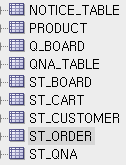 NOTICE_TABLE
PRODUCT
Q_BOARD
QNA_TABLE
ST_BOARD
ST_CART
ST_CUSTOMER
ST_ORDER
ST_QNA